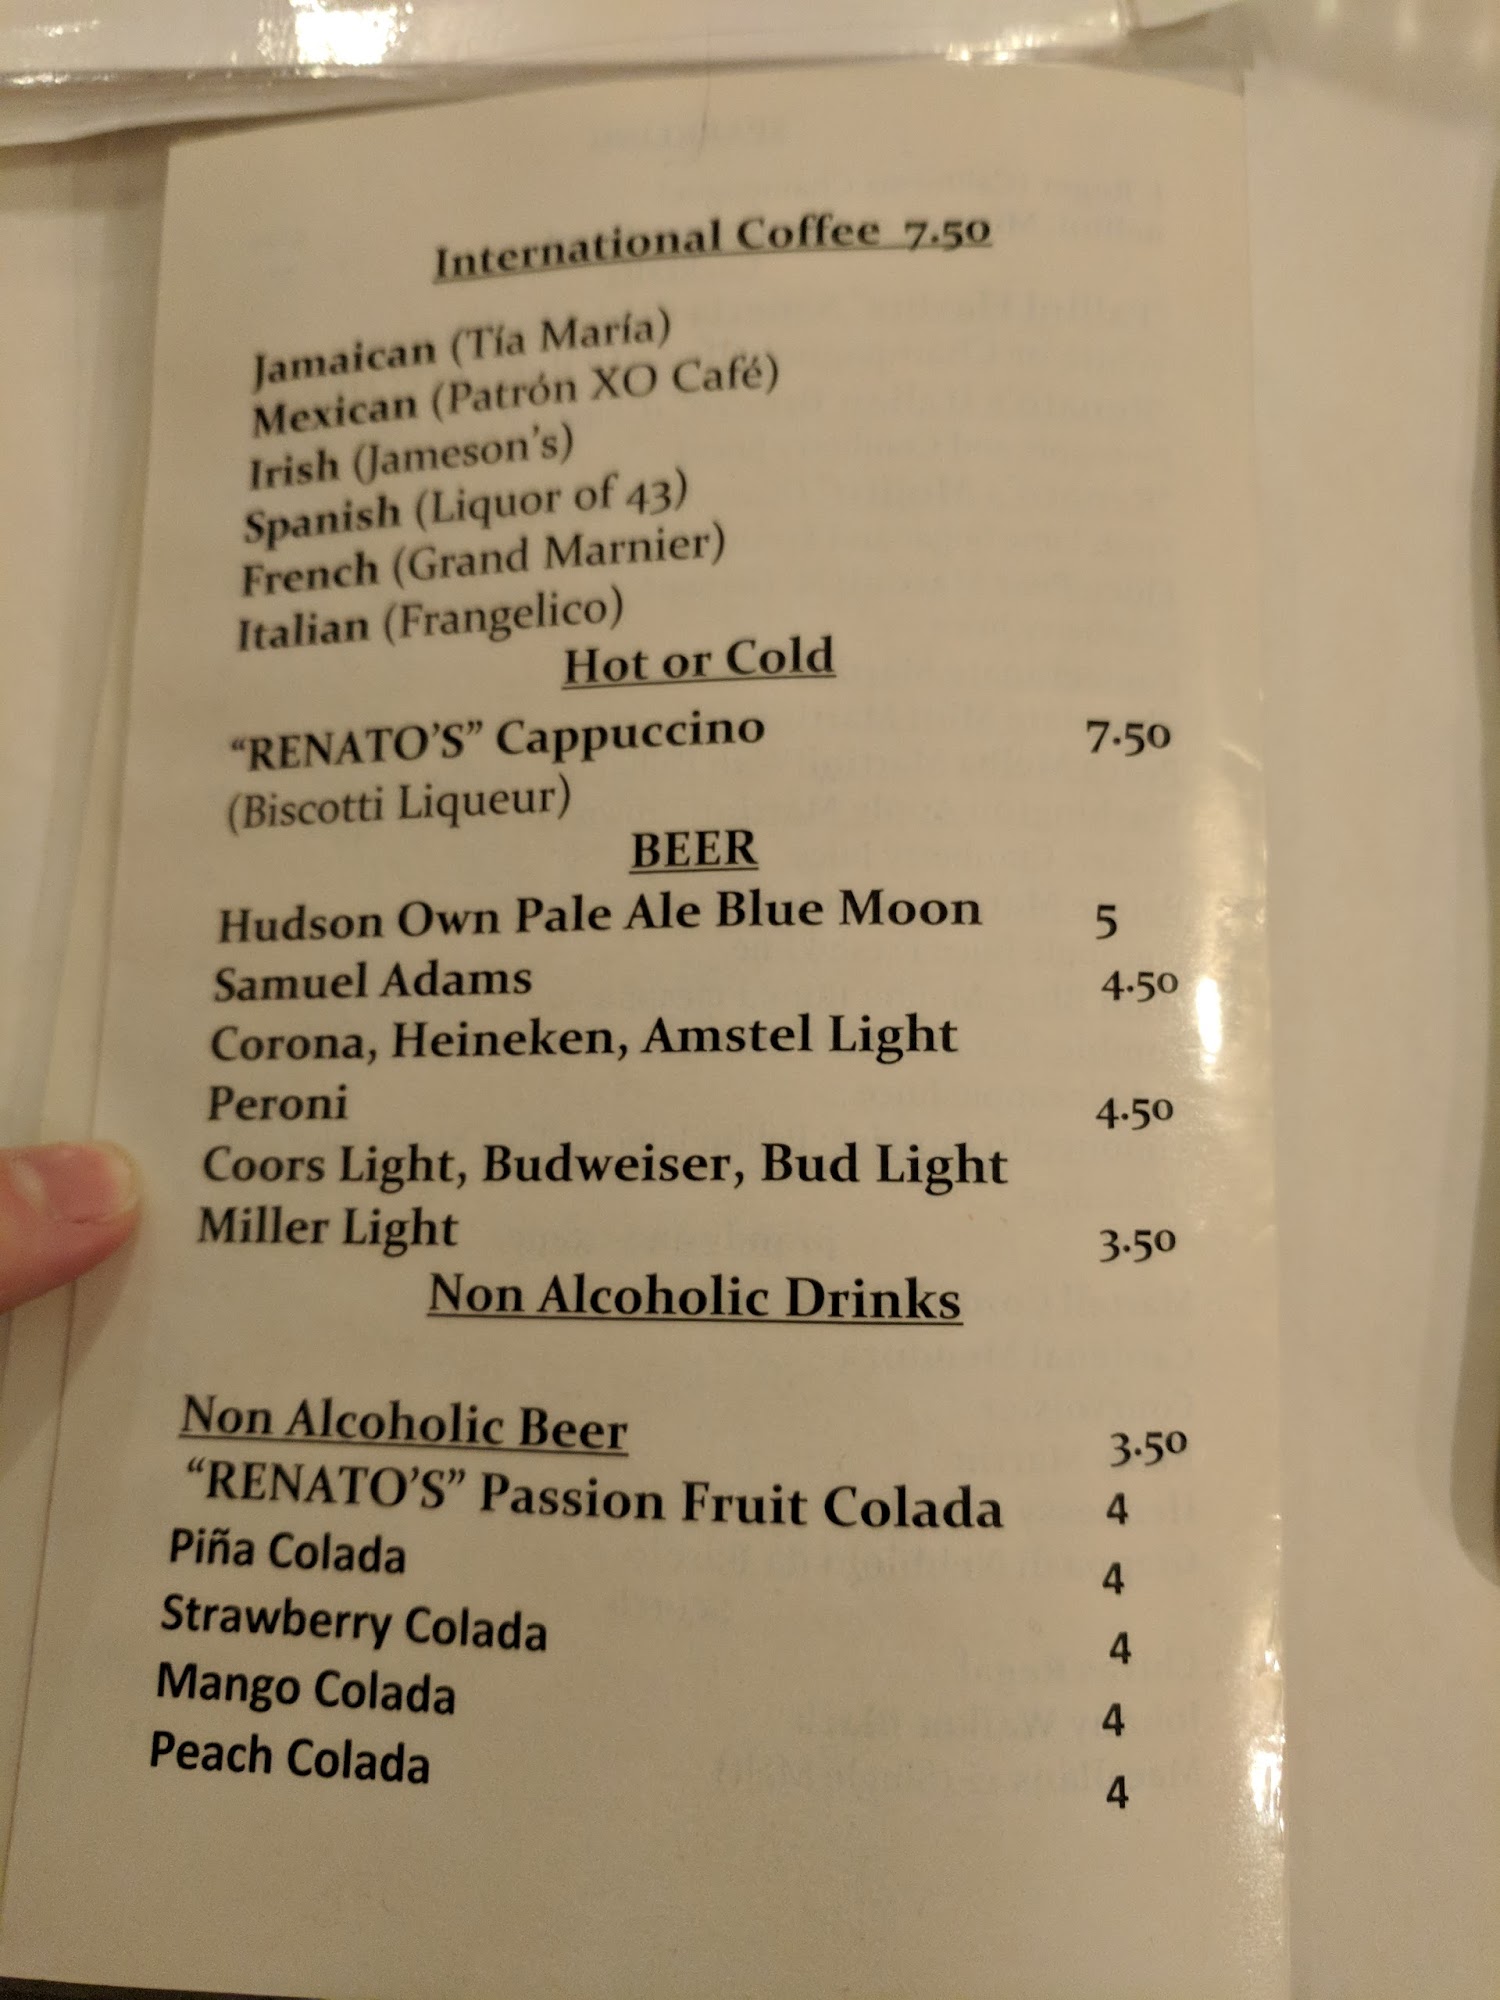 International Coffee 7.50
Jamaican (Tía María)
Mexican (Patrón XO Café)
Irish (Jameson's)
Spanish (Liquor of 43)
French (Grand Marnier)
Italian (Frangelico)
Hot or Cold
“RENATO’S” Cappuccino 7.50
(Biscotti Liqueur)
BEER
Hudson Own Pale Ale Blue Moon 5
Samuel Adams 4.50
Corona, Heineken, Amstel Light
Peroni 4.50
Coors Light, Budweiser, Bud Light
Miller Light 3.50
Non Alcoholic Drinks
Non Alcoholic Beer 3.50
“RENATO’S” Passion Fruit Colada 4
Piña Colada 4
Strawberry Colada 4
Mango Colada 4
Peach Colada 4